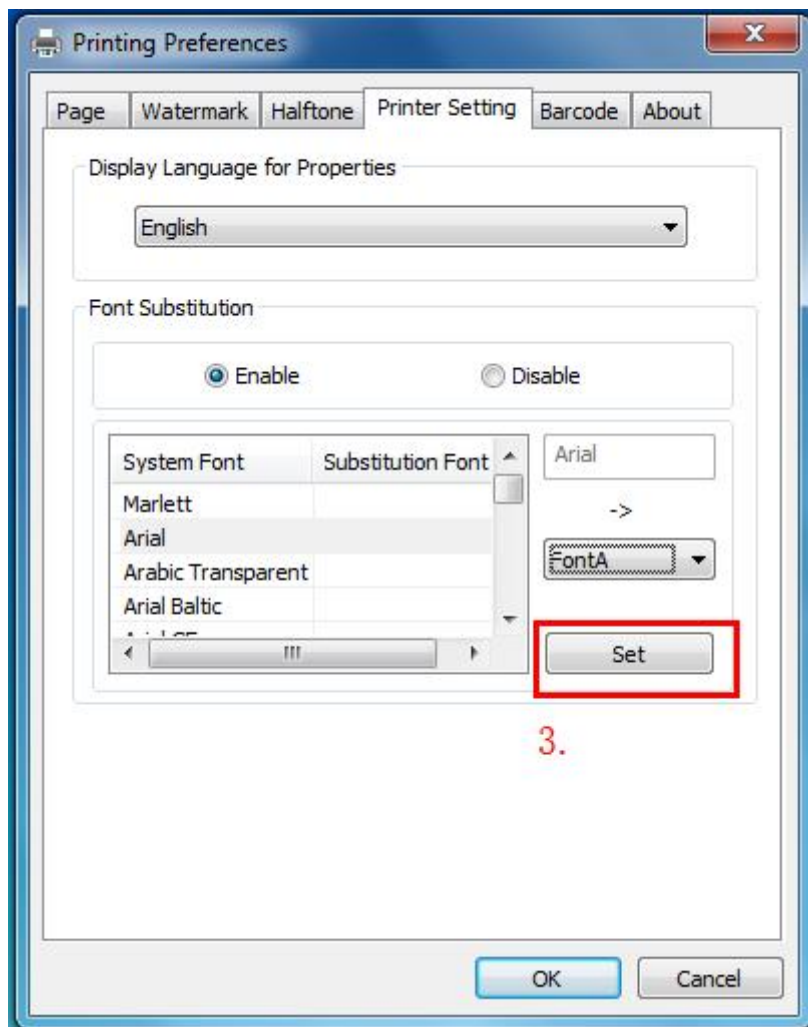 Printing Preferences
Page Watermark Halftone Printer Setting Barcode About
Display Language for Properties
English
Font Substitution
Enable Disable
System Font Substitution Font
Marlett
Arial
Arabic Transparent
Arial Baltic
Arial
->
FontA
Set
3.
OK Cancel